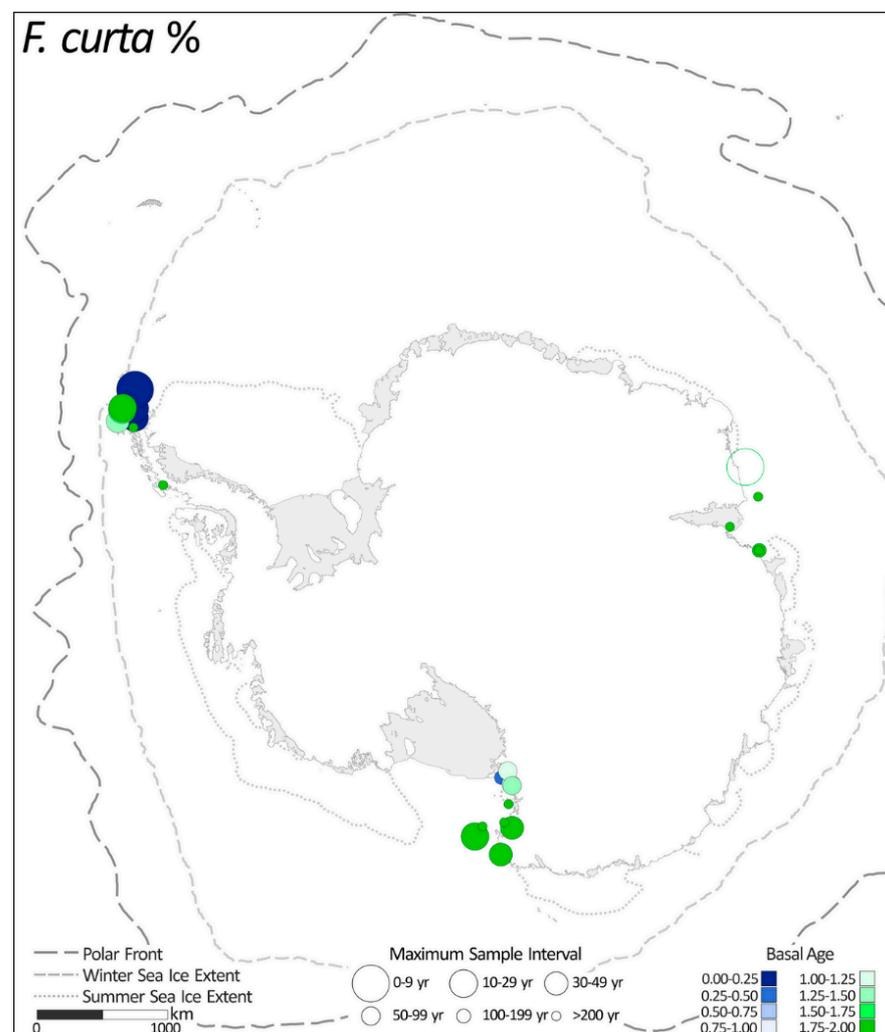 F. curta %
Polar Front
Winter Sea Ice Extent
Summer Sea Ice Extent
km
0 1000
Maximum Sample Interval
0-9 yr 10-29 yr 30-49 yr
50-99 yr 100-199 yr >200 yr
Basal Age
0.00-0.25 1.00-1.25
0.25-0.50 1.25-1.50
0.50-0.75 1.50-1.75
0.75-1.00 1.75-2.00